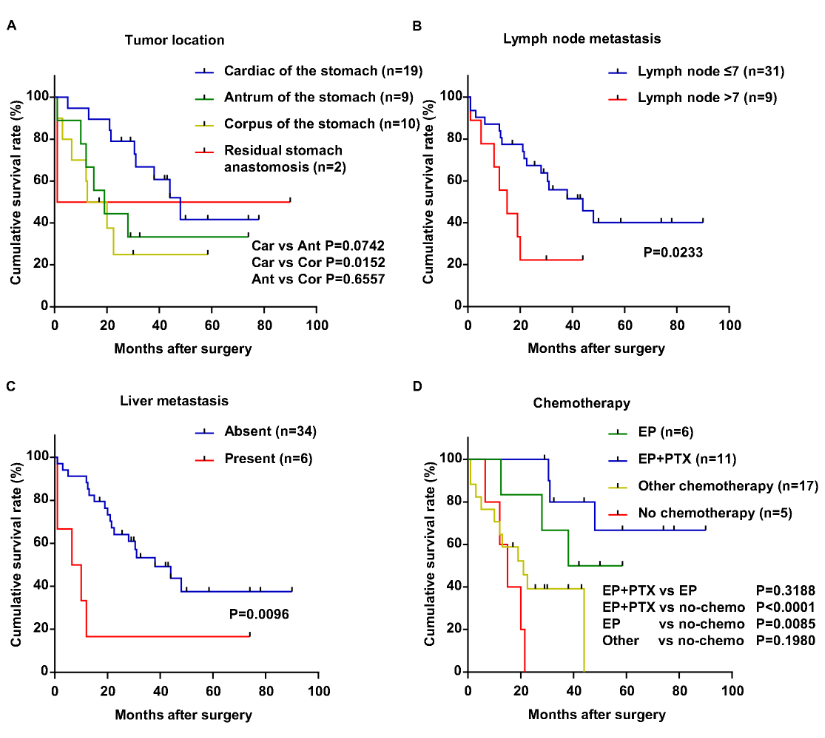 A
Tumor location
Cardiac of the stomach (n=19)
Antrum of the stomach (n=9)
Corpus of the stomach (n=10)
Residual stomach
anastomosis (n=2)
Cumulative survival rate (%)
100
80
60
40
20
0
Car vs Ant P=0.0742
Car vs Cor P=0.0152
Ant vs Cor P=0.6557
0 20 40 60 80 100
Months after surgery
B
Lymph node metastasis
Lymph node ≤7 (n=31)
Lymph node >7 (n=9)
Cumulative survival rate (%)
100
80
60
40
20
0
P=0.0233
0 20 40 60 80 100
Months after surgery
C
Liver metastasis
Absent (n=34)
Present (n=6)
Cumulative survival rate (%)
100
80
60
40
20
0
P=0.0096
0 20 40 60 80 100
Months after surgery
D
Chemotherapy
EP (n=6)
EP+PTX (n=11)
Other chemotherapy (n=17)
No chemotherapy (n=5)
Cumulative survival rate (%)
100
80
60
40
20
0
EP+PTX vs EP P=0.3188
EP+PTX vs no-chemo P<0.0001
EP vs no-chemo P=0.0085
Other vs no-chemo P=0.1980
0 20 40 60 80 100
Months after surgery